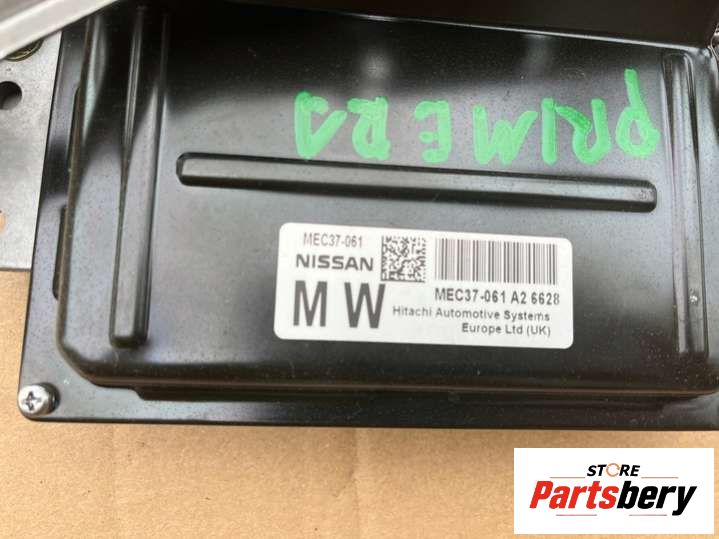 PRIMERA
MEC37-061
NISSAN
M W
MEC37-061 A2 6628
Hitachi Automotive Systems
Europe Ltd (UK)
STORE
Partsbery